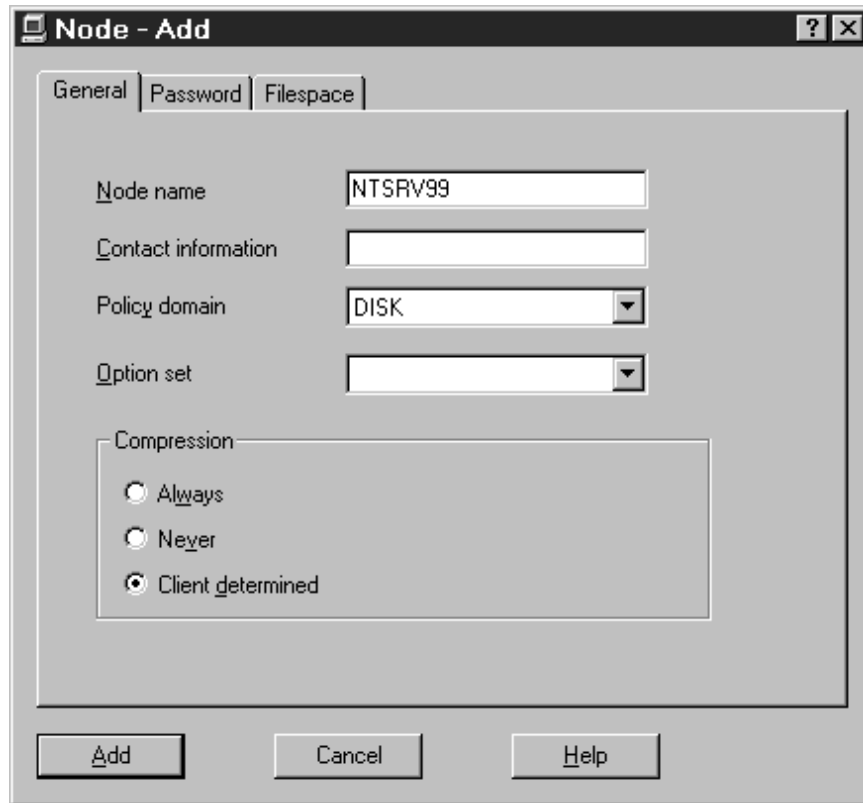 Node - Add
General Password Filespace
Node name NTSRV99
Contact information
Policy domain DISK
Option set
Compression
Always
Never
Client determined
Add Cancel Help